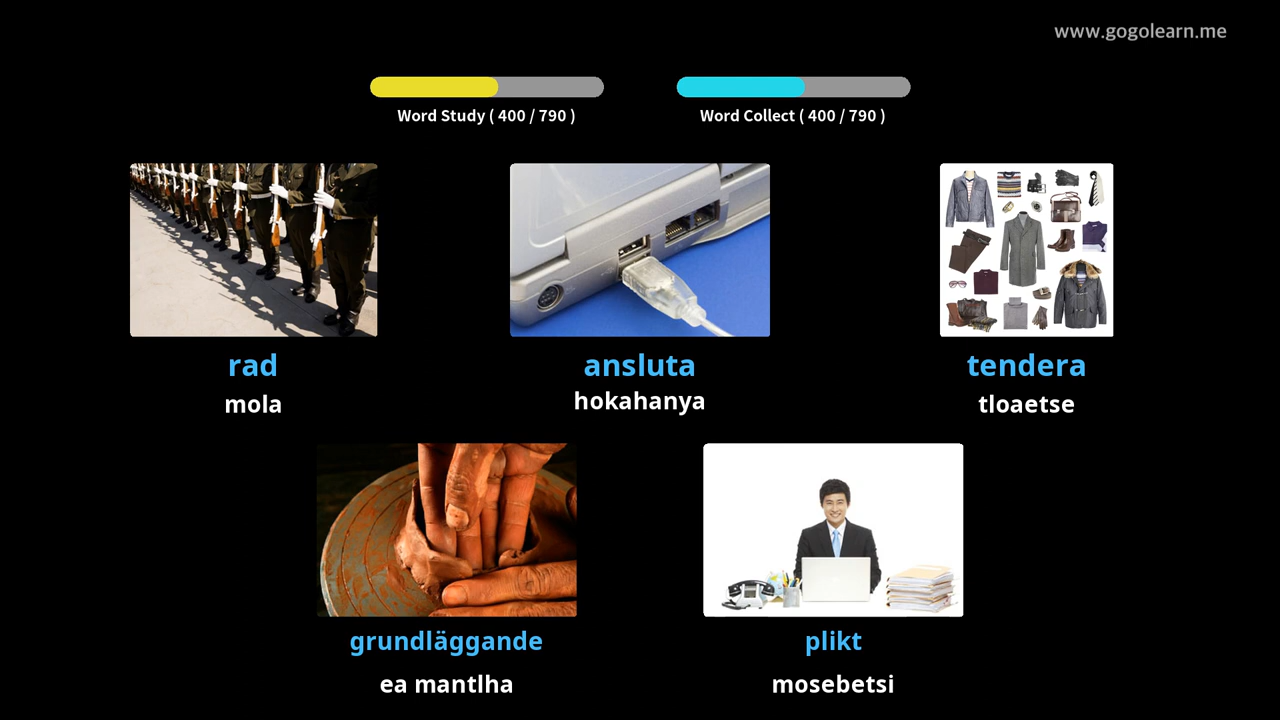 www.gogolearn.me
Word Study ( 400 / 790 )
Word Collect ( 400 / 790 )
rad
mola
ansluta
hokahanya
tendera
tloaetse
grundläggande
ea mantlha
plikt
mosebetsi